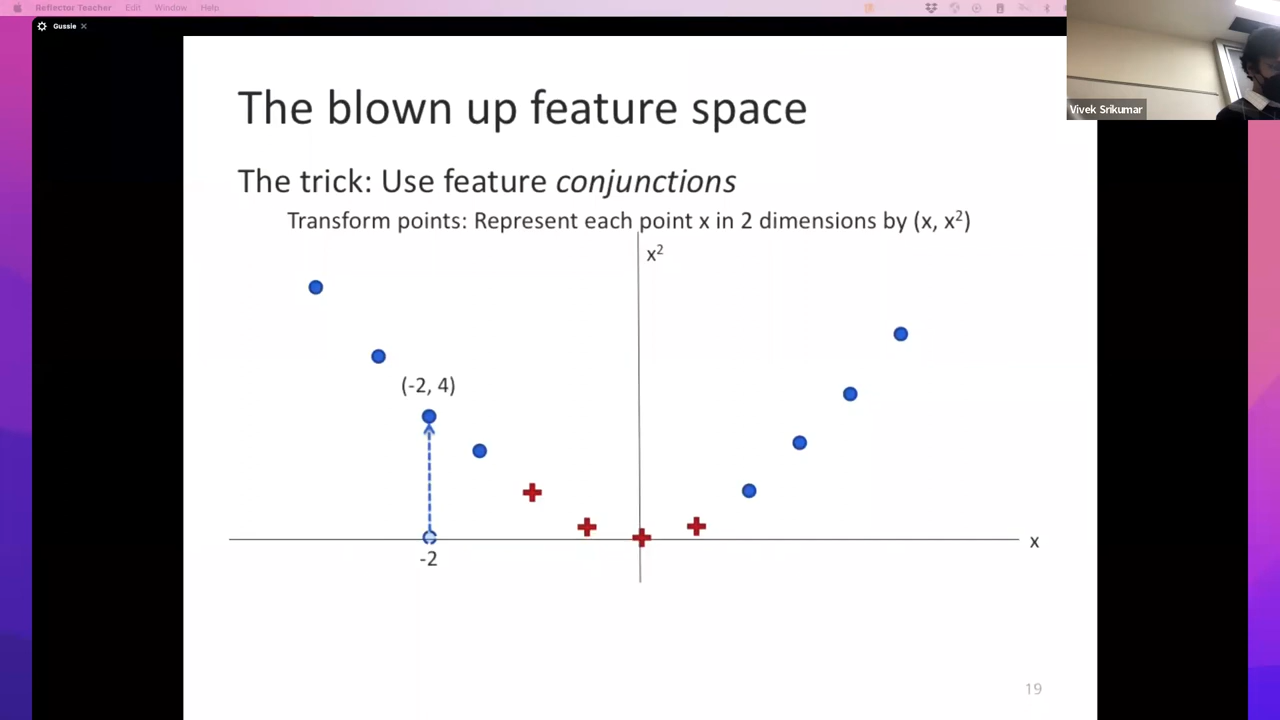 Reflector Teacher Edit Window Help
Gussie
Vivek Srikumar
The blown up feature space
The trick: Use feature conjunctions
Transform points: Represent each point x in 2 dimensions by (x, x²)
x²
(-2, 4)
x
-2
19